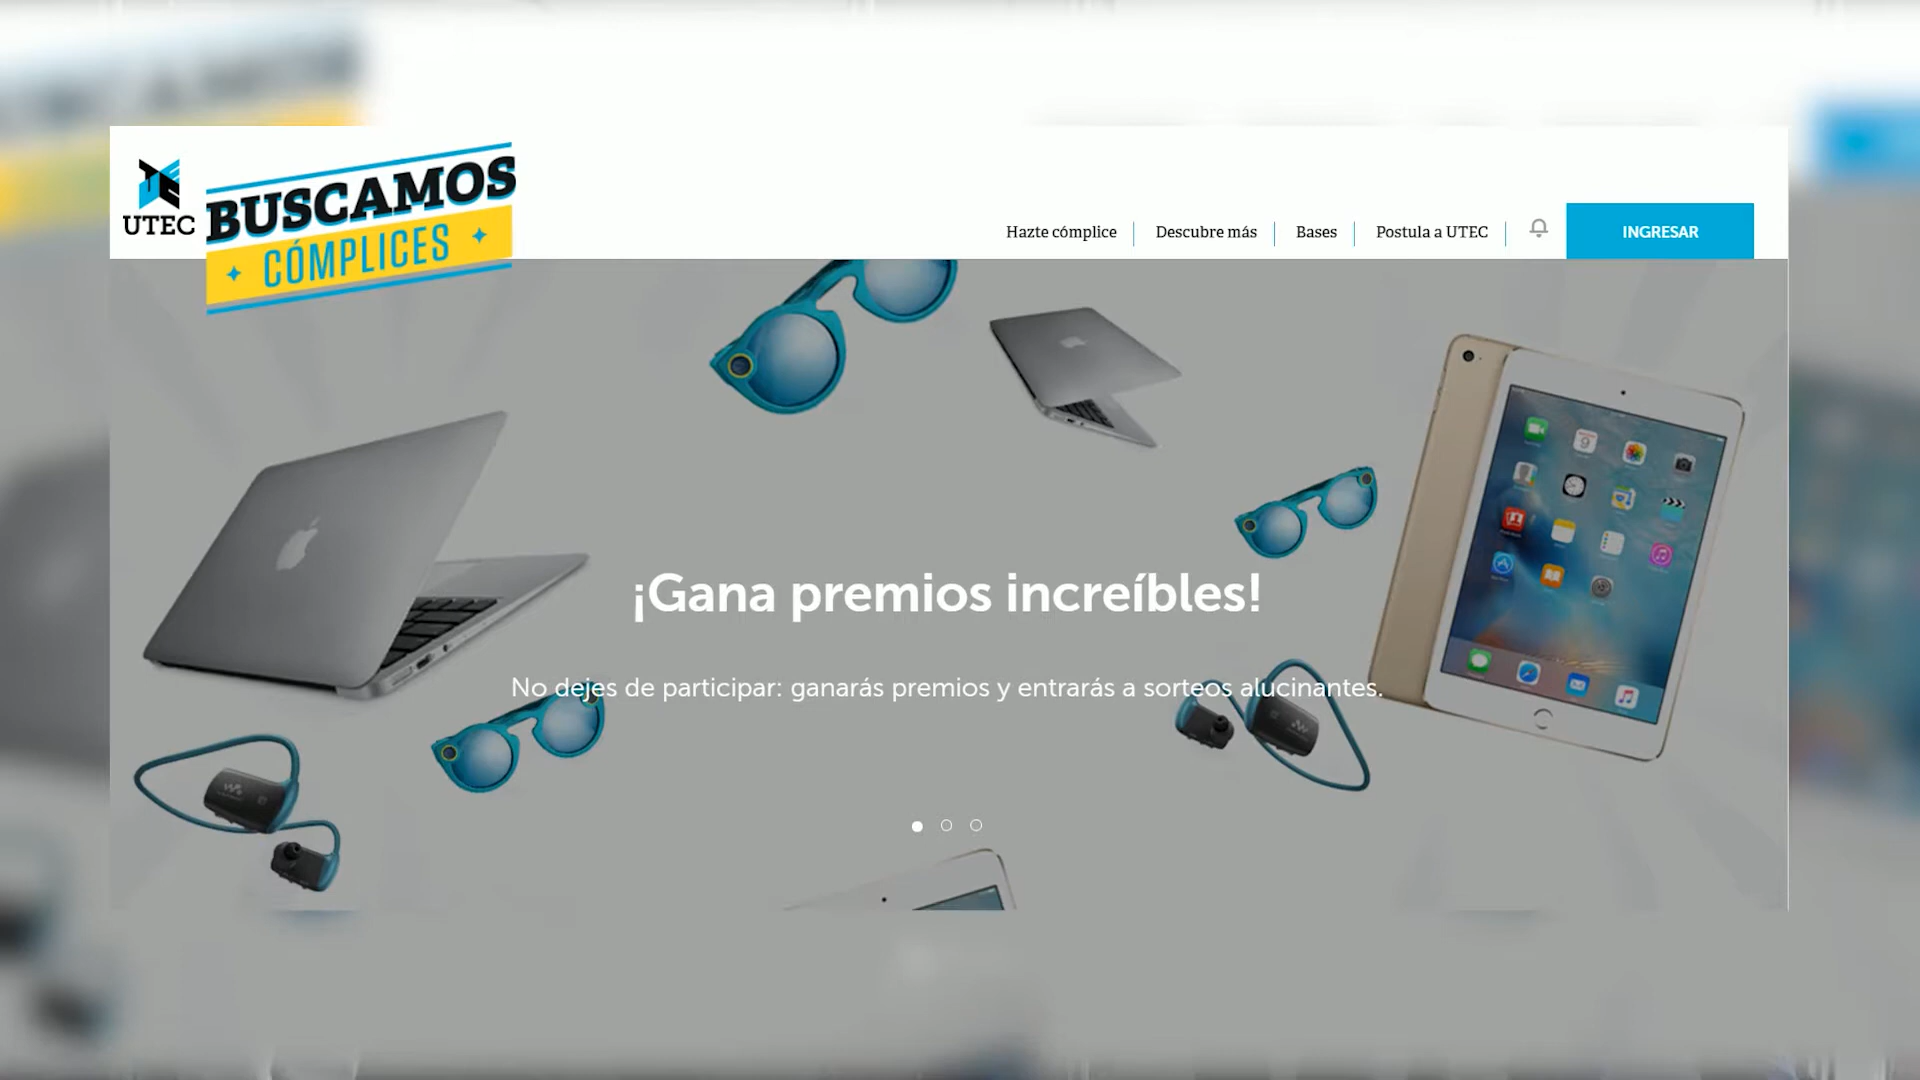 UTEC
BUSCAMOS
CÓMPLICES
Hazte cómplice
Descubre más
Bases
Postula a UTEC
INGRESAR
¡Gana premios increíbles!
No dejes de participar: ganarás premios y entrarás a sorteos alucinantes.